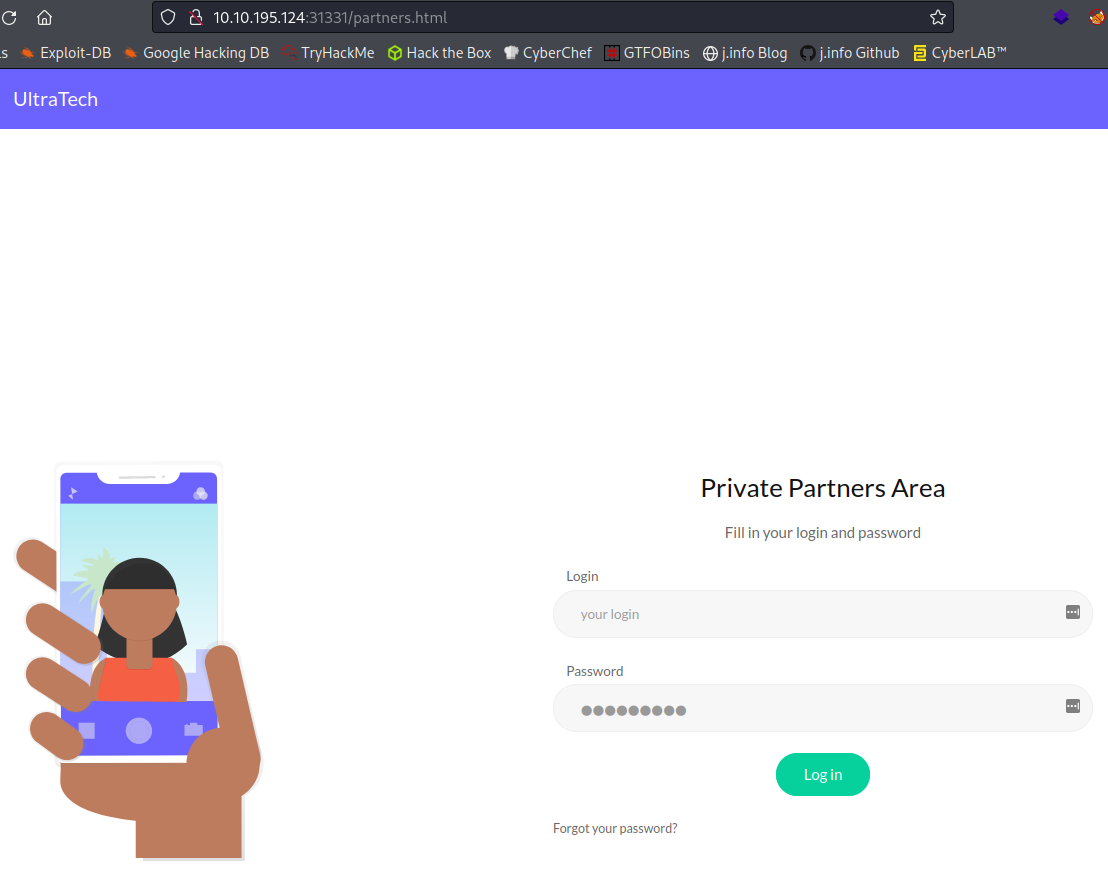 10.10.195.124:31331/partners.html
Exploit-DB Google Hacking DB TryHackMe Hack the Box CyberChef GTFOBins j.info Blog j.info Github CyberLAB™
UltraTech
Private Partners Area
Fill in your login and password
Login
your login
Password
●●●●●●●●●
Log in
Forgot your password?